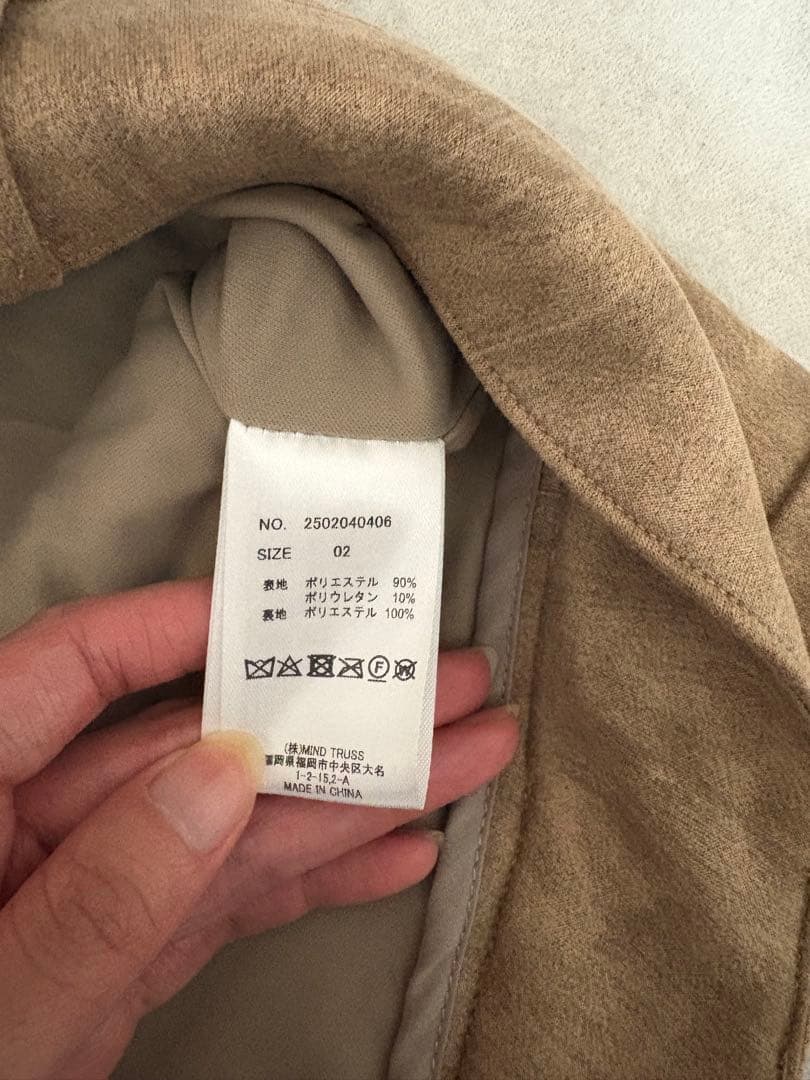 NO. 2502040406
SIZE 02
表地 ポリエステル 90%
ポリウレタン 10%
裏地 ポリエステル 100%
F W
(株)MIND TRUSS
福岡県福岡市中央区大名
1-2-15,2-A
MADE IN CHINA